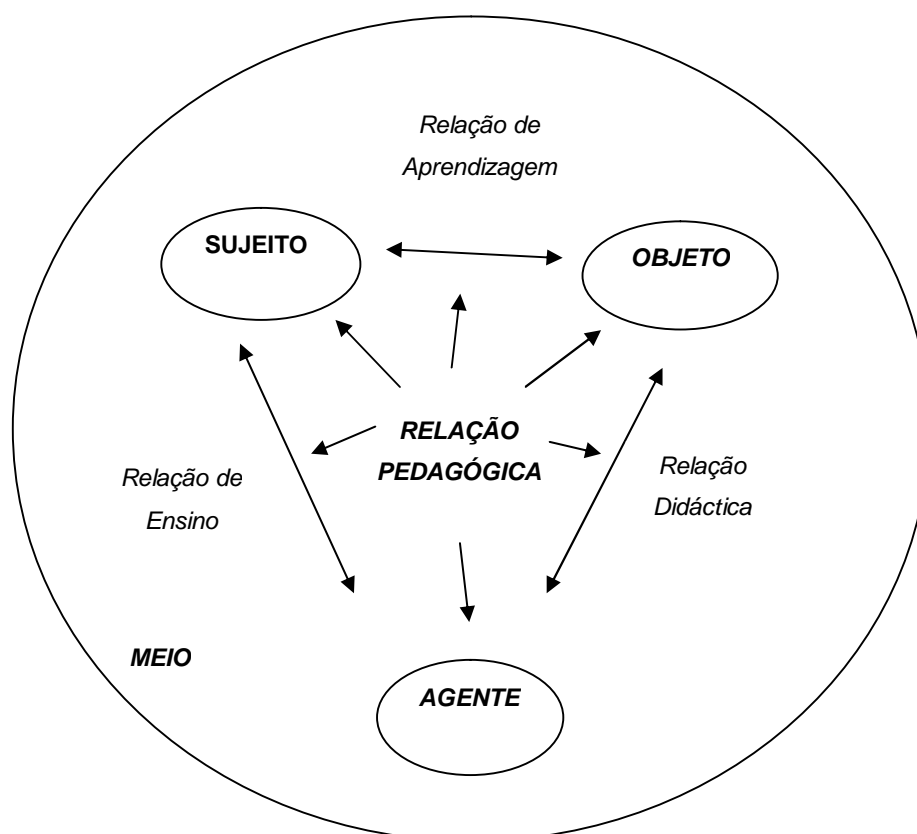 Relação de
Aprendizagem
SUJEITO
OBJETO
RELAÇÃO
PEDAGÓGICA
Relação de
Ensino
Relação
Didáctica
MEIO
AGENTE